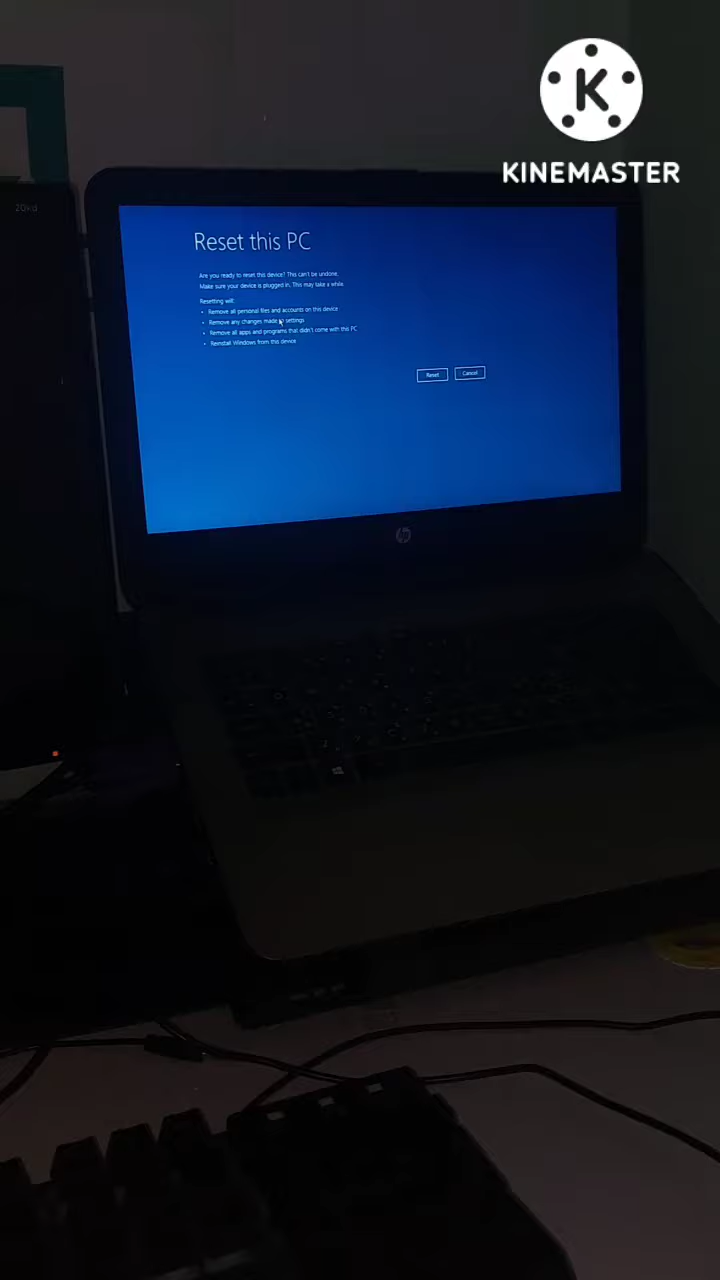 KINEMASTER
20vd
Reset this PC
Are you ready to reset this device? This can't be undone.
Make sure your device is plugged in. This may take a while.
Resetting will:
• Remove all personal files and accounts on this device
• Remove any changes made to settings
• Remove all apps and programs that didn't come with this PC
• Reinstall Windows from this device
Reset
Cancel
hp